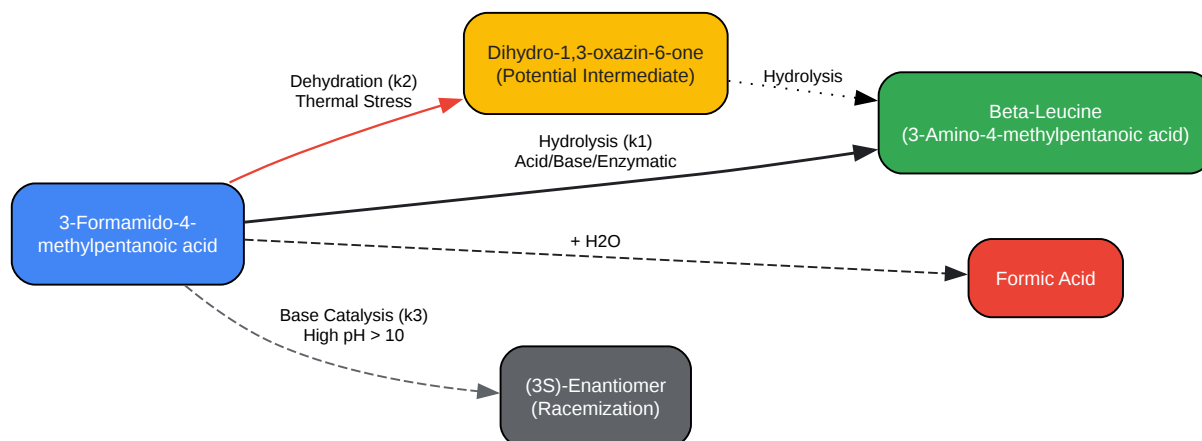 Dihydro-1,3-oxazin-6-one
(Potential Intermediate)
Dehydration (k2)
Thermal Stress
Hydrolysis
Beta-Leucine
(3-Amino-4-methylpentanoic acid)
Hydrolysis (k1)
Acid/Base/Enzymatic
3-Formamido-4-
methylpentanoic acid
+ H2O
Formic Acid
Base Catalysis (k3)
High pH > 10
(3S)-Enantiomer
(Racemization)